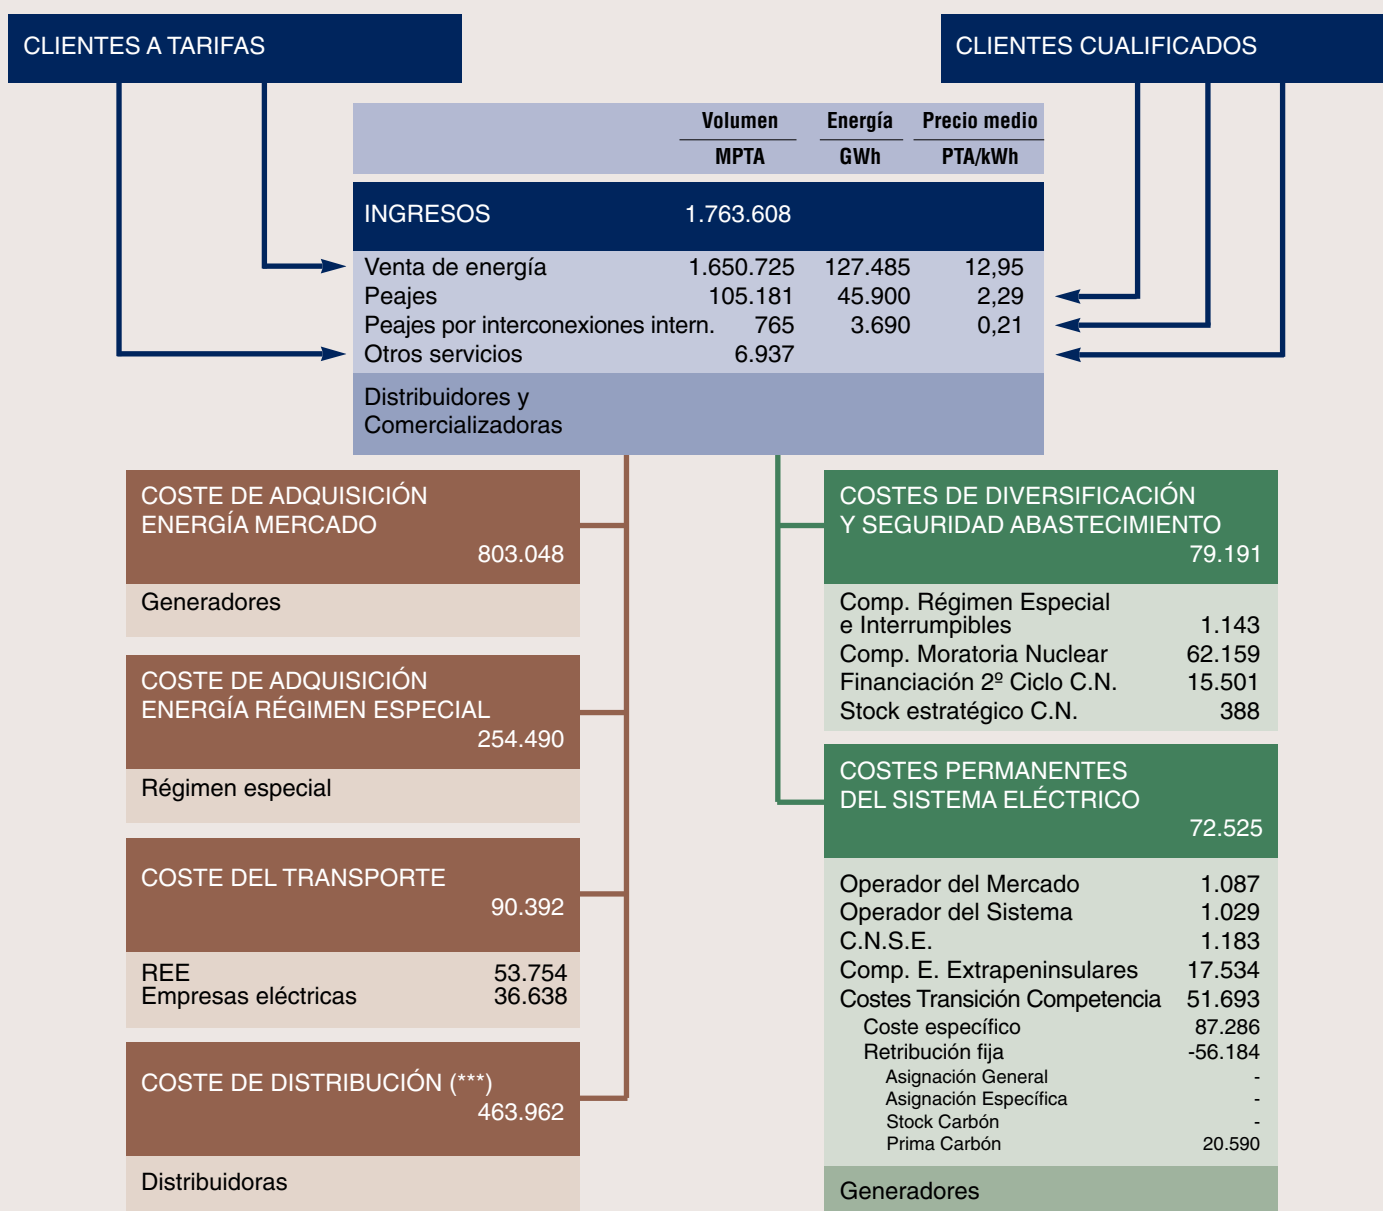 CLIENTES A TARIFAS
CLIENTES CUALIFICADOS
Volumen Energía Precio medio
MPTA GWh PTA/kWh
INGRESOS 1.763.608
Venta de energía 1.650.725 127.485 12,95
Peajes 105.181 45.900 2,29
Peajes por interconexiones intern. 765 3.690 0,21
Otros servicios 6.937
Distribuidores y
Comercializadoras
COSTE DE ADQUISICIÓN
ENERGÍA MERCADO
803.048
Generadores
COSTE DE ADQUISICIÓN
ENERGÍA RÉGIMEN ESPECIAL
254.490
Régimen especial
COSTE DEL TRANSPORTE
90.392
REE 53.754
Empresas eléctricas 36.638
COSTE DE DISTRIBUCIÓN (***)
463.962
Distribuidoras
COSTES DE DIVERSIFICACIÓN
Y SEGURIDAD ABASTECIMIENTO
79.191
Comp. Régimen Especial
e Interrumpibles 1.143
Comp. Moratoria Nuclear 62.159
Financiación 2º Ciclo C.N. 15.501
Stock estratégico C.N. 388
COSTES PERMANENTES
DEL SISTEMA ELÉCTRICO
72.525
Operador del Mercado 1.087
Operador del Sistema 1.029
C.N.S.E. 1.183
Comp. E. Extrapeninsulares 17.534
Costes Transición Competencia 51.693
Coste específico 87.286
Retribución fija -56.184
Asignación General -
Asignación Específica -
Stock Carbón -
Prima Carbón 20.590
Generadores